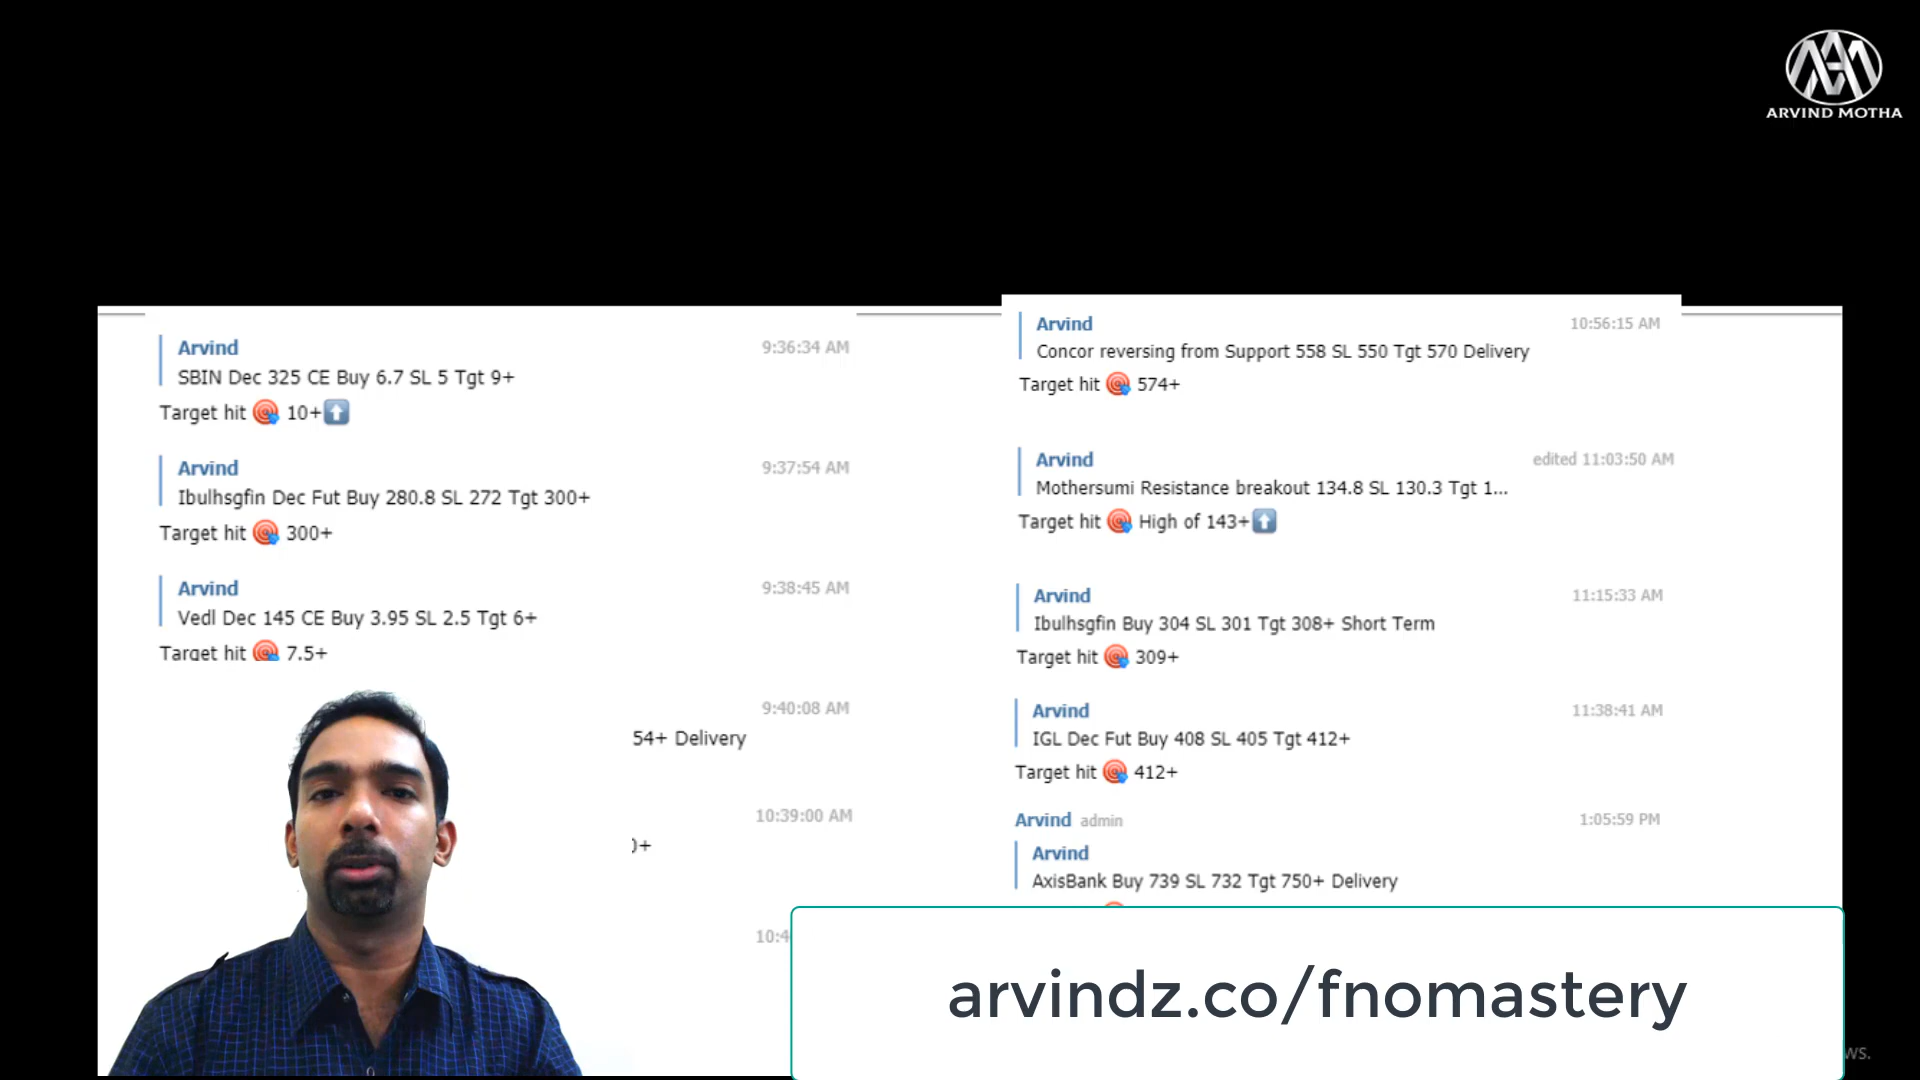 ARVIND MOTHA
Arvind 9:36:34 AM
SBIN Dec 325 CE Buy 6.7 SL 5 Tgt 9+
Target hit 🎯 10+⬆️
Arvind 9:37:54 AM
Ibulhsgfin Dec Fut Buy 280.8 SL 272 Tgt 300+
Target hit 🎯 300+
Arvind 9:38:45 AM
Vedl Dec 145 CE Buy 3.95 SL 2.5 Tgt 6+
Target hit 🎯 7.5+
9:40:08 AM
54+ Delivery
10:39:00 AM
)+
10:4
Arvind 10:56:15 AM
Concor reversing from Support 558 SL 550 Tgt 570 Delivery
Target hit 🎯 574+
Arvind edited 11:03:50 AM
Mothersumi Resistance breakout 134.8 SL 130.3 Tgt 1...
Target hit 🎯 High of 143+⬆️
Arvind 11:15:33 AM
Ibulhsgfin Buy 304 SL 301 Tgt 308+ Short Term
Target hit 🎯 309+
Arvind 11:38:41 AM
IGL Dec Fut Buy 408 SL 405 Tgt 412+
Target hit 🎯 412+
Arvind admin 1:05:59 PM
Arvind
AxisBank Buy 739 SL 732 Tgt 750+ Delivery
arvindz.co/fnomastery
ws.